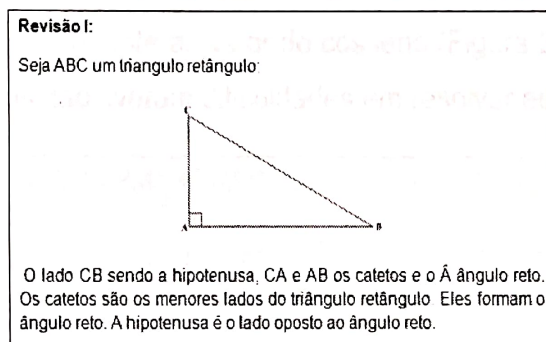 Revisão I:
Seja ABC um triangulo retângulo:
C
A
B
O lado CB sendo a hipotenusa, CA e AB os catetos e o Â ângulo reto.
Os catetos são os menores lados do triângulo retângulo. Eles formam o
ângulo reto. A hipotenusa é o lado oposto ao ângulo reto.